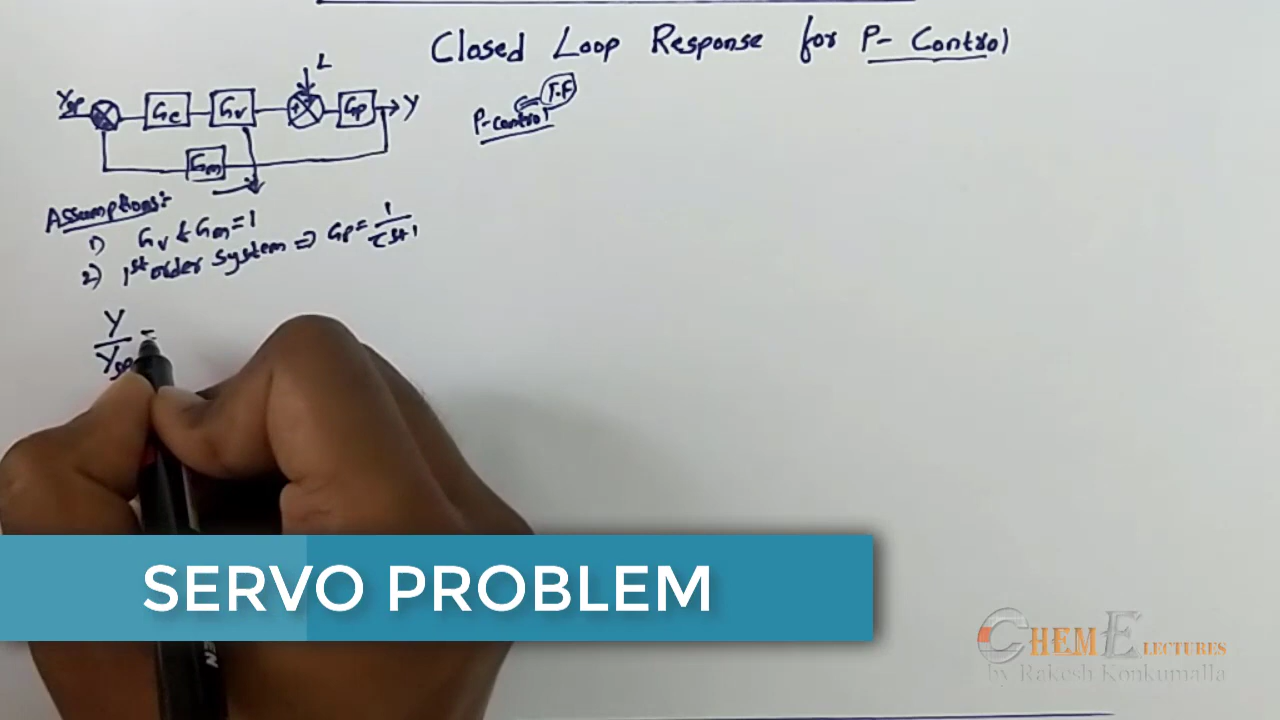 Closed Loop Response for P- Control
L
Ysp
Gc
Gv
+
Gp
Y
Gm
T.F
P-control
Assumptions:-
1) Gv & Gm = 1
2) 1st order System => Gp = 1/τs+1
Y/Ysp =
SERVO PROBLEM
CHEM E LECTURES
by Rakesh Konkumalla